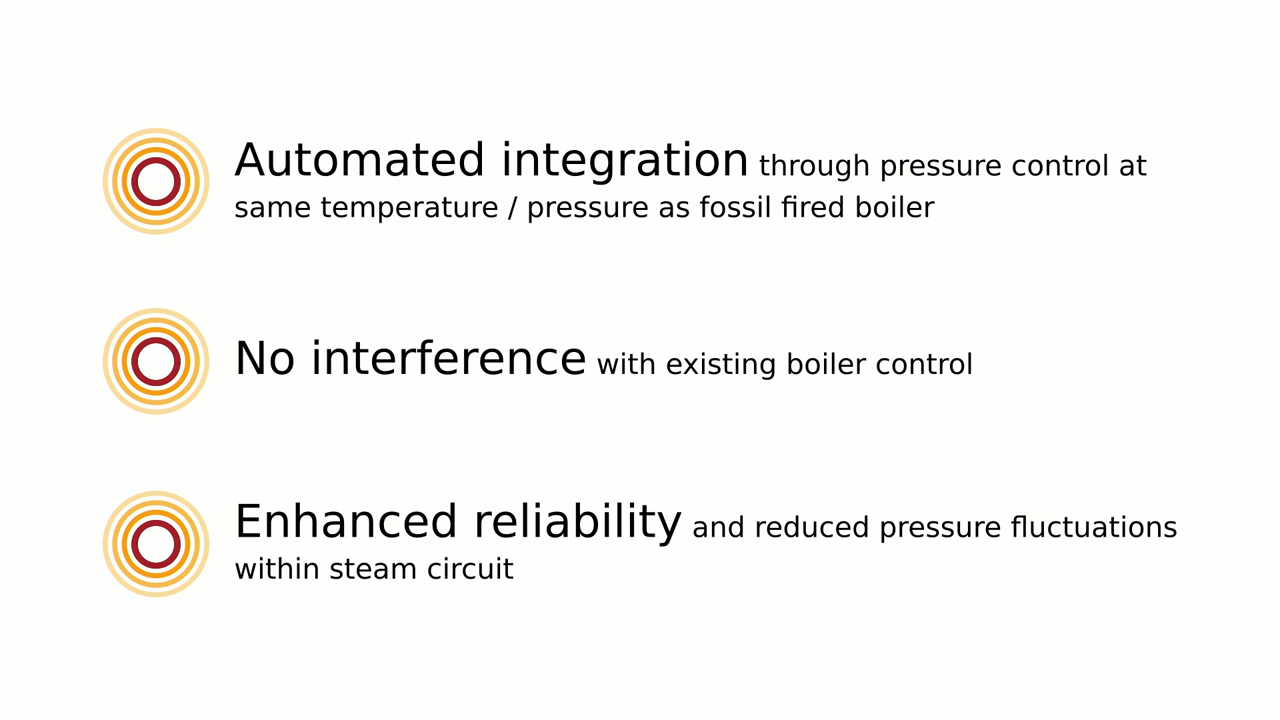 Automated integration through pressure control at
same temperature / pressure as fossil fired boiler
No interference with existing boiler control
Enhanced reliability and reduced pressure fluctuations
within steam circuit